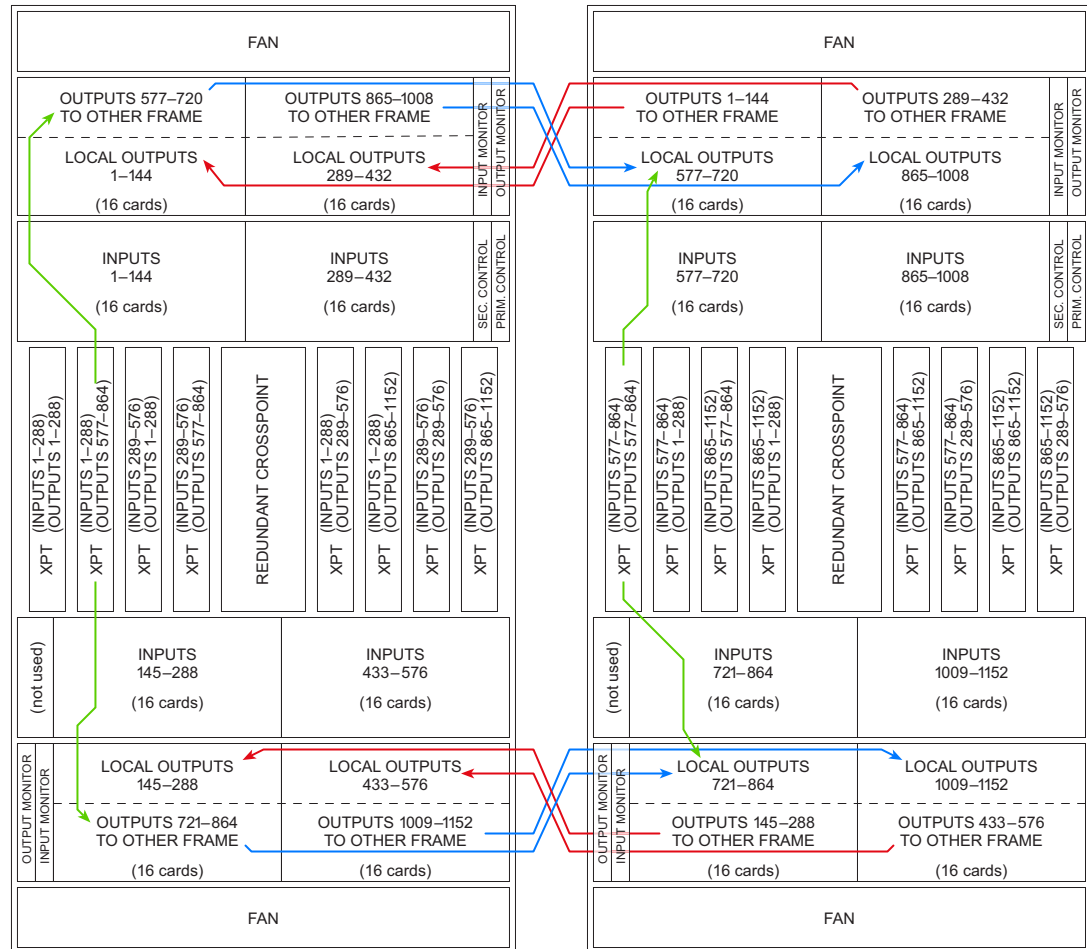 FAN
OUTPUTS 577–720
TO OTHER FRAME
OUTPUTS 865–1008
TO OTHER FRAME
LOCAL OUTPUTS
1–144
(16 cards)
LOCAL OUTPUTS
289–432
(16 cards)
INPUT MONITOR
OUTPUT MONITOR
INPUTS
1–144
(16 cards)
INPUTS
289–432
(16 cards)
SEC. CONTROL
PRIM. CONTROL
XPT (INPUTS 1–288)
(OUTPUTS 1–288)
XPT (INPUTS 1–288)
(OUTPUTS 577–864)
XPT (INPUTS 289–576)
(OUTPUTS 1–288)
XPT (INPUTS 289–576)
(OUTPUTS 577–864)
REDUNDANT CROSSPOINT
XPT (INPUTS 1–288)
(OUTPUTS 289–576)
XPT (INPUTS 1–288)
(OUTPUTS 865–1152)
XPT (INPUTS 289–576)
(OUTPUTS 289–576)
XPT (INPUTS 289–576)
(OUTPUTS 865–1152)
(not used)
INPUTS
145–288
(16 cards)
INPUTS
433–576
(16 cards)
OUTPUT MONITOR
INPUT MONITOR
LOCAL OUTPUTS
145–288
LOCAL OUTPUTS
433–576
OUTPUTS 721–864
TO OTHER FRAME
(16 cards)
OUTPUTS 1009–1152
TO OTHER FRAME
(16 cards)
FAN
FAN
OUTPUTS 1–144
TO OTHER FRAME
OUTPUTS 289–432
TO OTHER FRAME
LOCAL OUTPUTS
577–720
(16 cards)
LOCAL OUTPUTS
865–1008
(16 cards)
INPUT MONITOR
OUTPUT MONITOR
INPUTS
577–720
(16 cards)
INPUTS
865–1008
(16 cards)
SEC. CONTROL
PRIM. CONTROL
XPT (INPUTS 577–864)
(OUTPUTS 577–864)
XPT (INPUTS 577–864)
(OUTPUTS 1–288)
XPT (INPUTS 865–1152)
(OUTPUTS 577–864)
XPT (INPUTS 865–1152)
(OUTPUTS 1–288)
REDUNDANT CROSSPOINT
XPT (INPUTS 577–864)
(OUTPUTS 865–1152)
XPT (INPUTS 577–864)
(OUTPUTS 289–576)
XPT (INPUTS 865–1152)
(OUTPUTS 865–1152)
XPT (INPUTS 865–1152)
(OUTPUTS 289–576)
(not used)
INPUTS
721–864
(16 cards)
INPUTS
1009–1152
(16 cards)
OUTPUT MONITOR
INPUT MONITOR
LOCAL OUTPUTS
721–864
LOCAL OUTPUTS
1009–1152
OUTPUTS 145–288
TO OTHER FRAME
(16 cards)
OUTPUTS 433–576
TO OTHER FRAME
(16 cards)
FAN